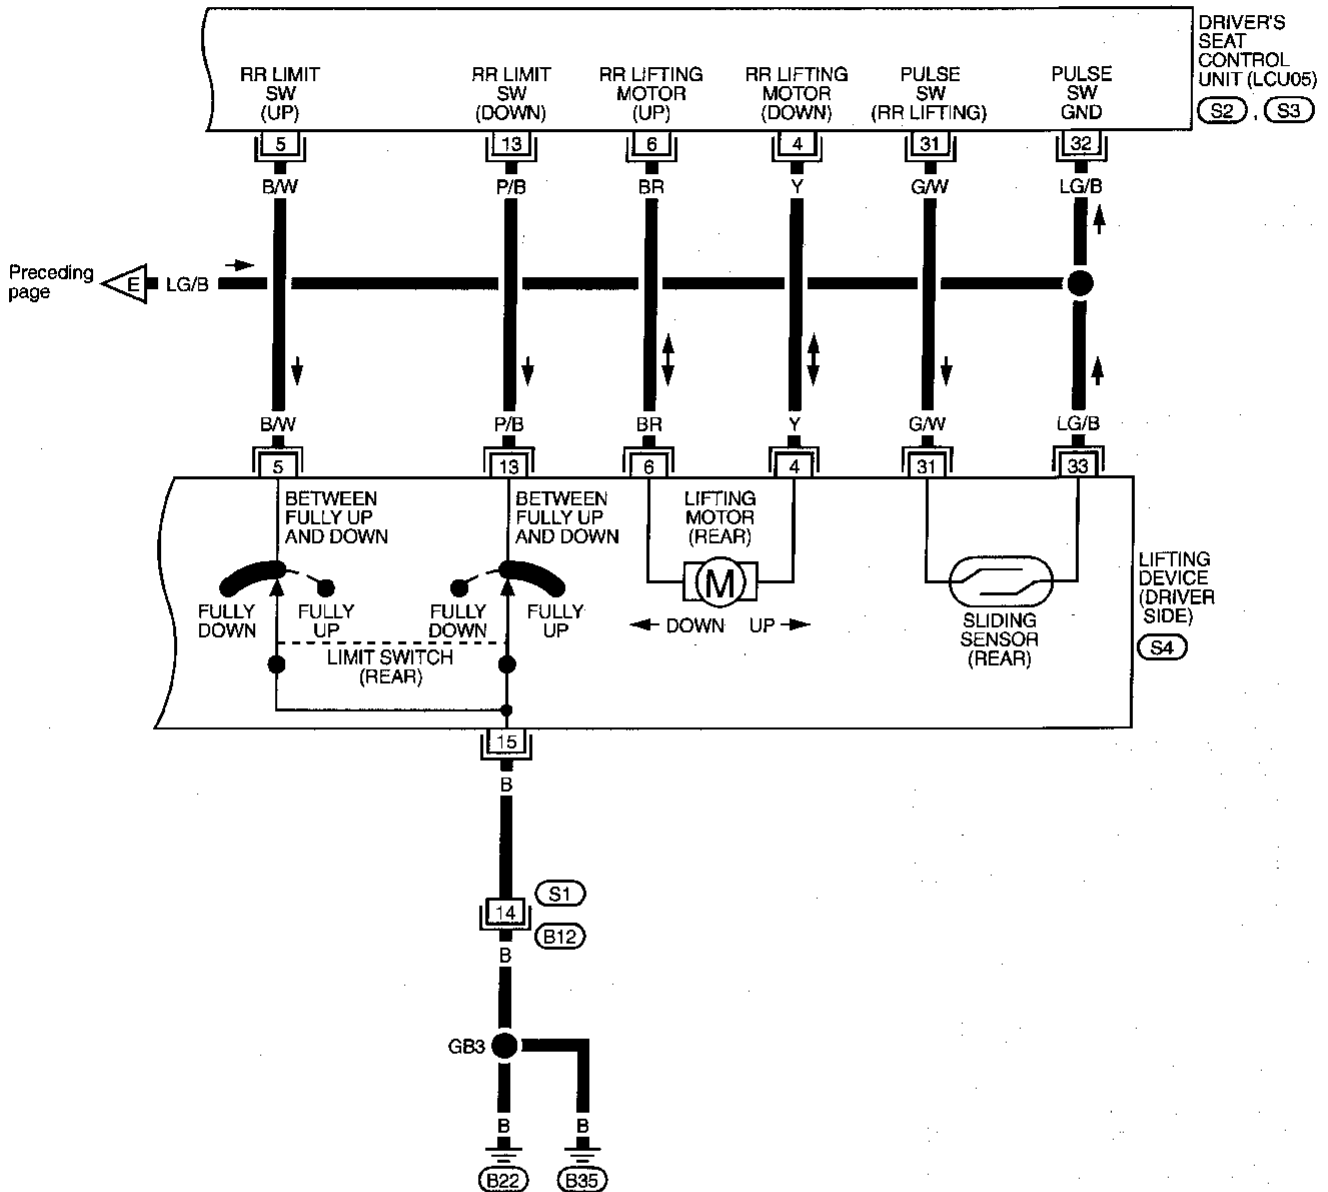 DRIVER'S
SEAT
CONTROL
UNIT (LCU05)
S2 , S3
RR LIMIT
SW
(UP)
RR LIMIT
SW
(DOWN)
RR LIFTING
MOTOR
(UP)
RR LIFTING
MOTOR
(DOWN)
PULSE
SW
(RR LIFTING)
PULSE
SW
GND
5 13 6 4 31 32
B/W P/B BR Y G/W LG/B
Preceding
page
E LG/B
B/W P/B BR Y G/W LG/B
5 13 6 4 31 33
BETWEEN
FULLY UP
AND DOWN
BETWEEN
FULLY UP
AND DOWN
LIFTING
MOTOR
(REAR)
M
FULLY
DOWN
FULLY
UP
FULLY
DOWN
FULLY
UP
DOWN UP
LIMIT SWITCH
(REAR)
SLIDING
SENSOR
(REAR)
LIFTING
DEVICE
(DRIVER
SIDE)
S4
15
B
S1
14
B12
B
GB3
B B
B22 B35